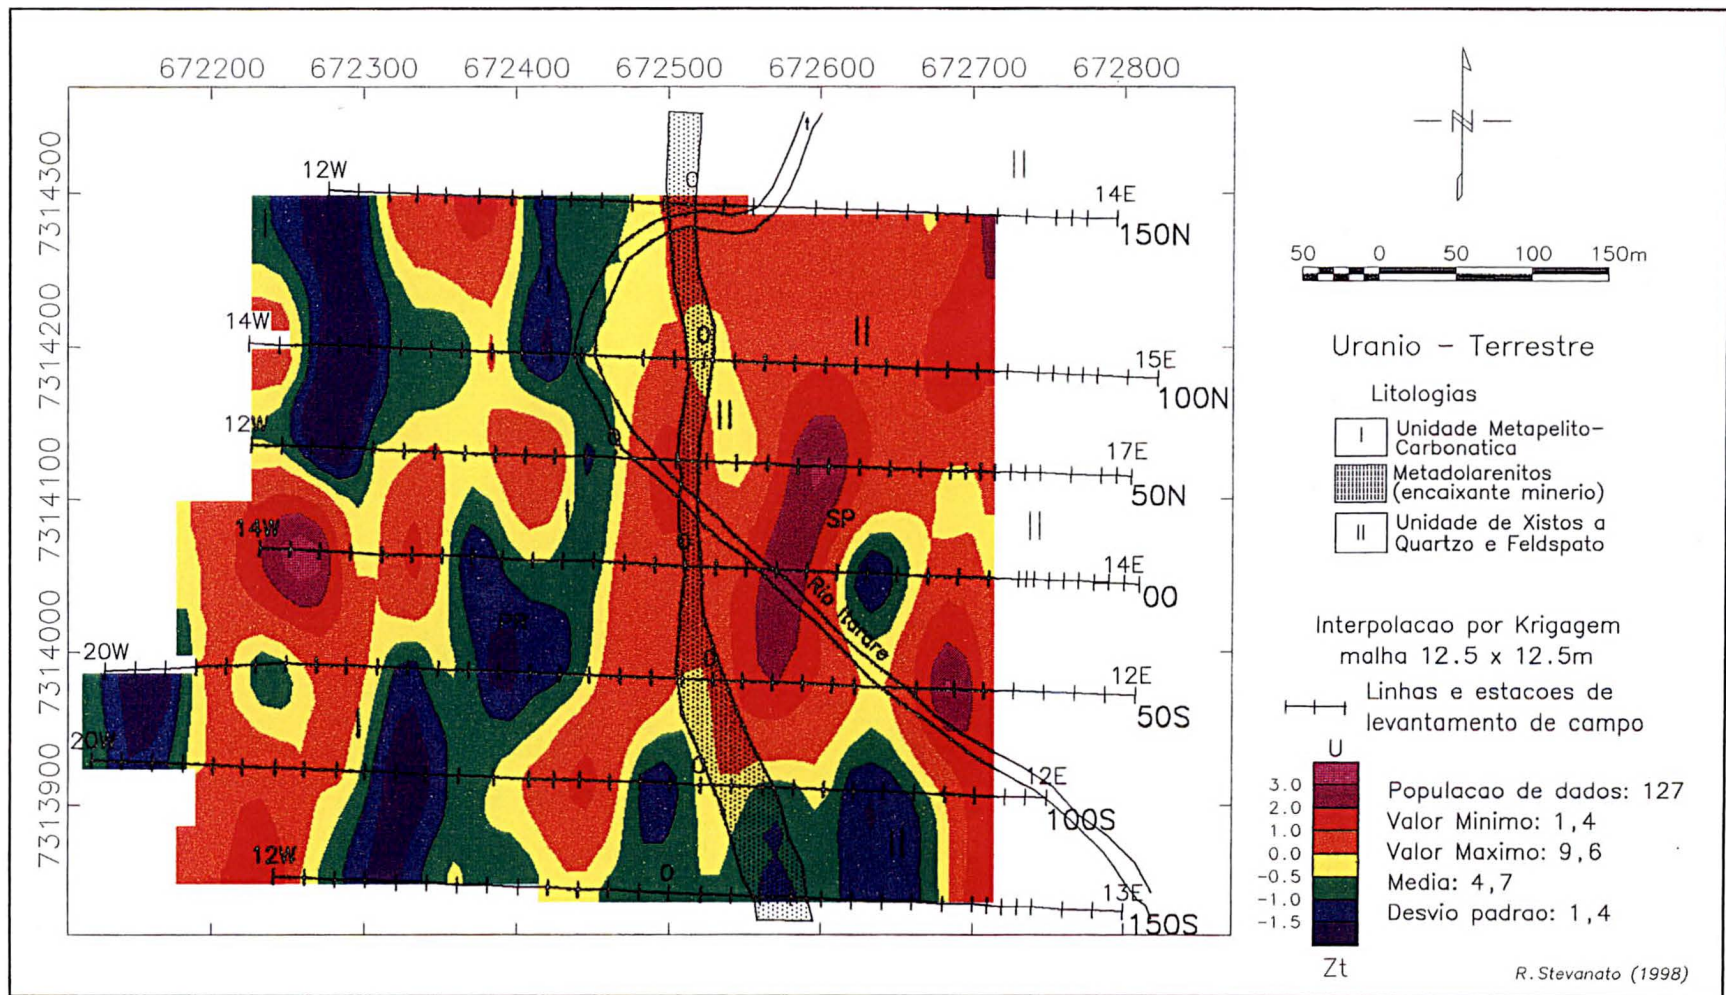 672200 672300 672400 672500 672600 672700 672800
7314300
7314200
7314100
7314000
7313900
12W
O
II
14E
150N
I
I
14W
O
II
15E
100N
12W
O
II
17E
50N
14W
O
SP
II
14E
00
I
PR
Rio Itarare
20W
O
12E
50S
I
20W
O
12E
100S
II
12W
O
13E
150S
N
50 0 50 100 150m
Uranio - Terrestre
Litologias
I Unidade Metapelito-
Carbonatica
Metadolarenitos
(encaixante minerio)
II Unidade de Xistos a
Quartzo e Feldspato
Interpolacao por Krigagem
malha 12.5 x 12.5m
Linhas e estacoes de
levantamento de campo
U
3.0
2.0
1.0
0.0
-0.5
-1.0
-1.5
Zt
Populacao de dados: 127
Valor Minimo: 1,4
Valor Maximo: 9,6
Media: 4,7
Desvio padrao: 1,4
R.Stevanato (1998)